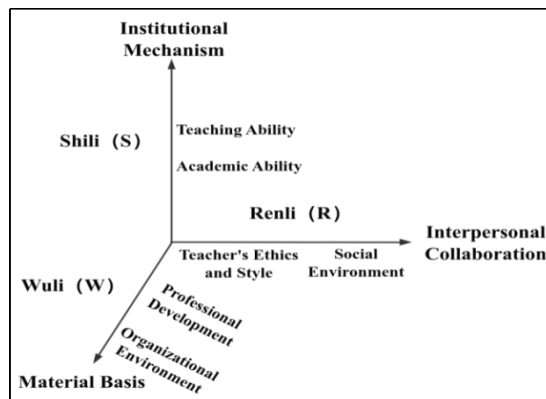 Institutional
Mechanism
Teaching Ability
Shili (S)
Academic Ability
Renli (R)
Interpersonal
Collaboration
Teacher's Ethics
and Style
Social
Environment
Wuli (W)
Professional
Development
Organizational
Environment
Material Basis